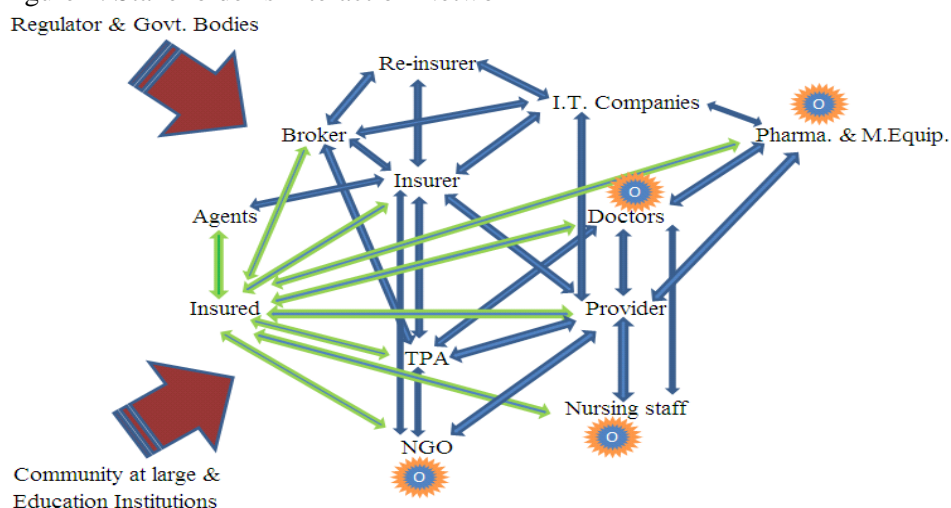 Regulator & Govt. Bodies
Re-insurer
I.T. Companies
O
Broker
Pharma. & M.Equip.
Insurer
O
Agents
Doctors
Insured
Provider
TPA
Nursing staff
O
NGO
O
Community at large &
Education Institutions